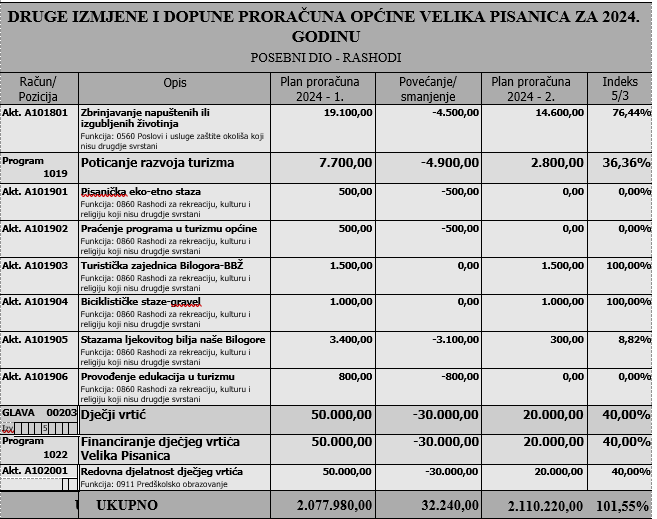 DRUGE IZMJENE I DOPUNE PRORAČUNA OPĆINE VELIKA PISANICA ZA 2024.
GODINU
POSEBNI DIO - RASHODI
Račun/ Opis Plan proračuna Povećanje/ Plan proračuna Indeks
Pozicija 2024 - 1. smanjenje 2024 - 2. 5/3
Akt. A101801 Zbrinjavanje napuštenih ili 19.100,00 -4.500,00 14.600,00 76,44%
izgubljenih životinja
Funkcija: 0560 Poslovi i usluge zaštite okoliša koji
nisu drugdje svrstani
Program Poticanje razvoja turizma 7.700,00 -4.900,00 2.800,00 36,36%
1019
Akt. A101901 Pisanička eko-etno staza 500,00 -500,00 0,00 0,00%
Funkcija: 0860 Rashodi za rekreaciju, kulturu i
religiju koji nisu drugdje svrstani
Akt. A101902 Praćenje programa u turizmu općine 500,00 -500,00 0,00 0,00%
Funkcija: 0860 Rashodi za rekreaciju, kulturu i
religiju koji nisu drugdje svrstani
Akt. A101903 Turistička zajednica Bilogora-BBŽ 1.500,00 0,00 1.500,00 100,00%
Funkcija: 0860 Rashodi za rekreaciju, kulturu i
religiju koji nisu drugdje svrstani
Akt. A101904 Biciklističke staze-gravel 1.000,00 0,00 1.000,00 100,00%
Funkcija: 0860 Rashodi za rekreaciju, kulturu i
religiju koji nisu drugdje svrstani
Akt. A101905 Stazama ljekovitog bilja naše Bilogore 3.400,00 -3.100,00 300,00 8,82%
Funkcija: 0860 Rashodi za rekreaciju, kulturu i
religiju koji nisu drugdje svrstani
Akt. A101906 Provođenje edukacija u turizmu 800,00 -800,00 0,00 0,00%
Funkcija: 0860 Rashodi za rekreaciju, kulturu i
religiju koji nisu drugdje svrstani
GLAVA 00203 Dječji vrtić 50.000,00 -30.000,00 20.000,00 40,00%
Izv 5
Program Financiranje dječjeg vrtića 50.000,00 -30.000,00 20.000,00 40,00%
1022 Velika Pisanica
Akt. A102001 Redovna djelatnost dječjeg vrtića 50.000,00 -30.000,00 20.000,00 40,00%
Funkcija: 0911 Predškolsko obrazovanje
UKUPNO 2.077.980,00 32.240,00 2.110.220,00 101,55%